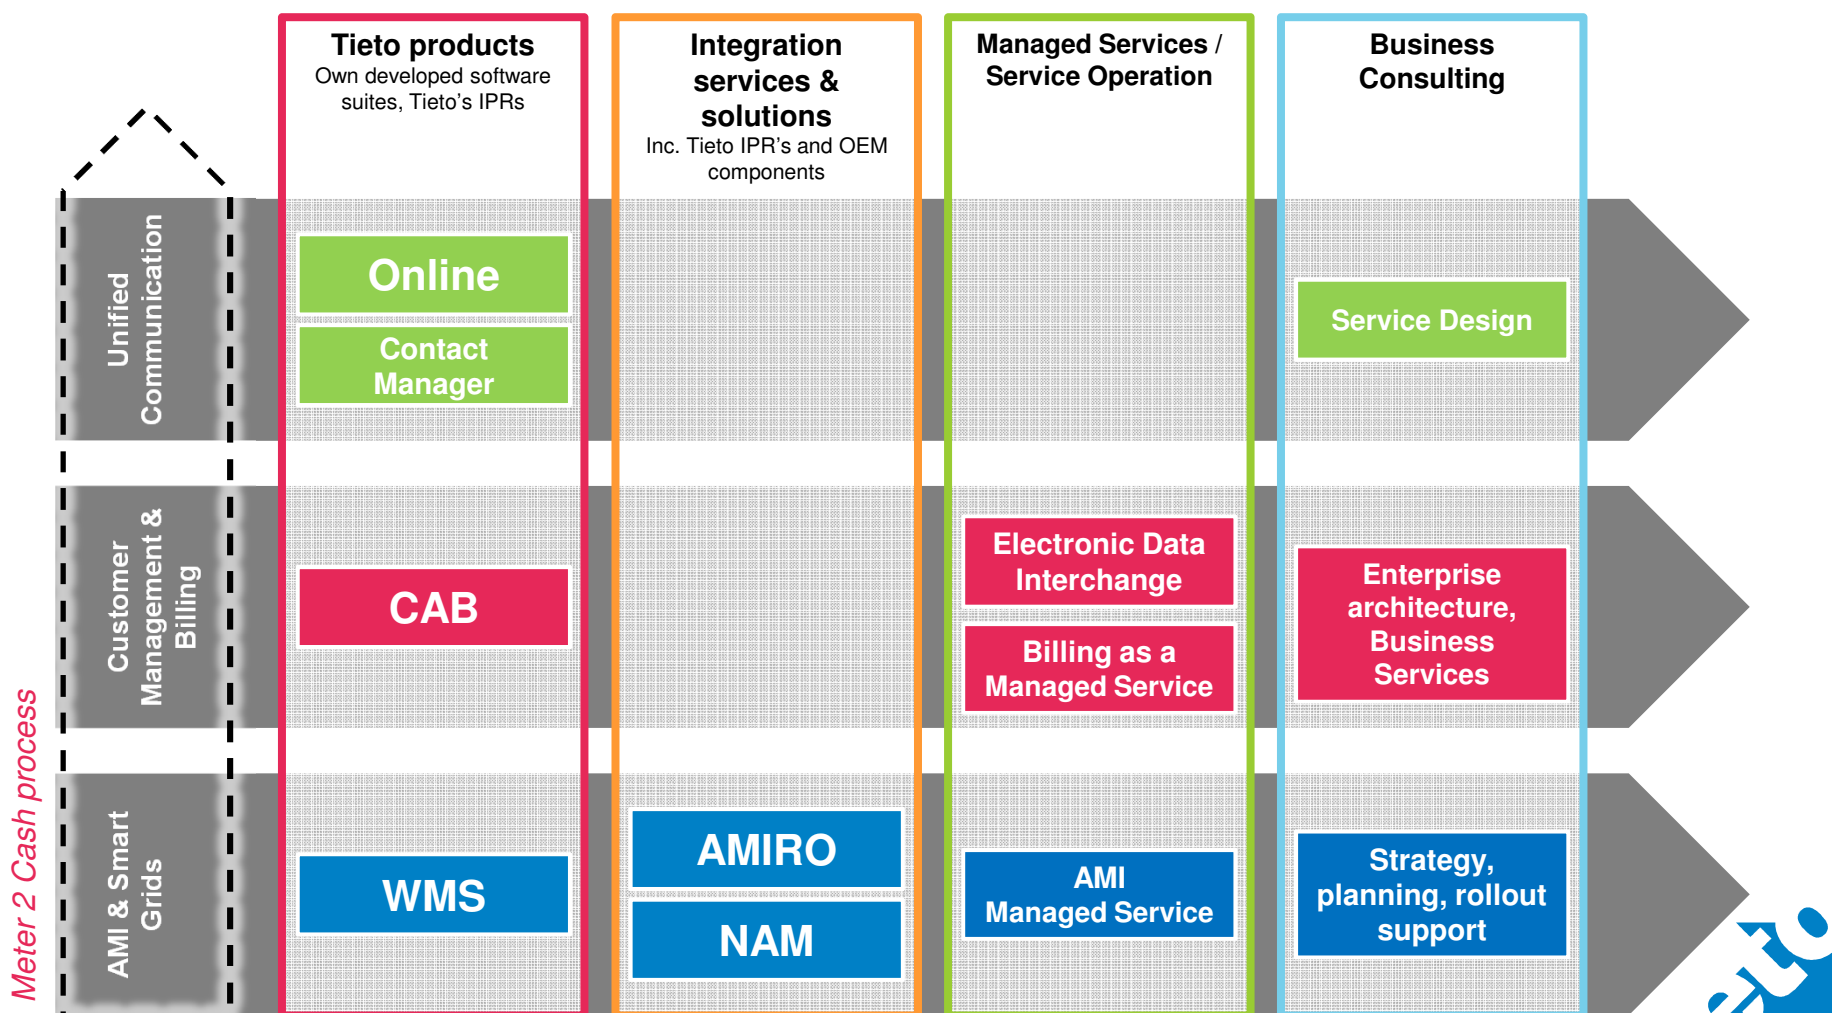 Tieto products
Own developed software
suites, Tieto's IPRs
Integration
services &
solutions
Inc. Tieto IPR's and OEM
components
Managed Services /
Service Operation
Business
Consulting
Unified
Communication
Online
Contact
Manager
Service Design
Customer
Management &
Billing
CAB
Electronic Data
Interchange
Billing as a
Managed Service
Enterprise
architecture,
Business
Services
Meter 2 Cash process
AMI & Smart
Grids
WMS
AMIRO
NAM
AMI
Managed Service
Strategy,
planning, rollout
support